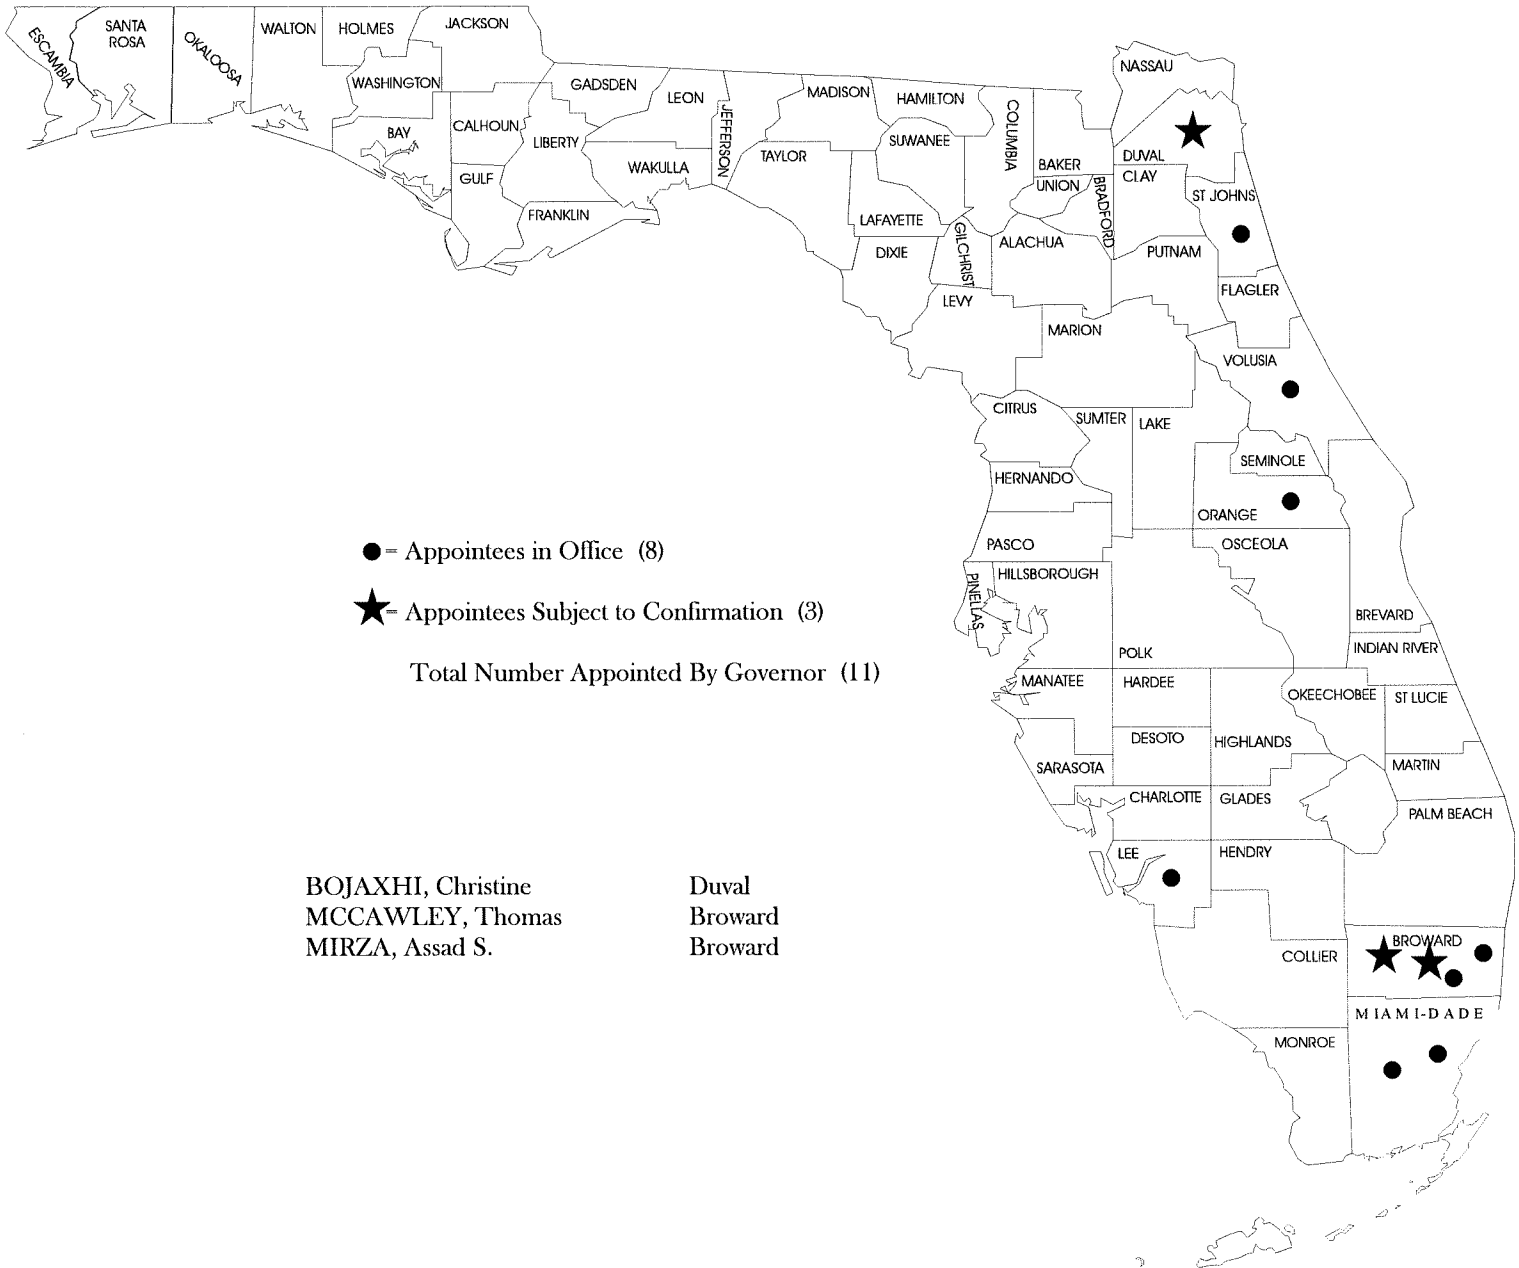 ESCAMBIA
SANTA
ROSA
OKALOOSA
WALTON
HOLMES
JACKSON
WASHINGTON
BAY
CALHOUN
GULF
GADSDEN
LIBERTY
FRANKLIN
LEON
WAKULLA
JEFFERSON
MADISON
TAYLOR
HAMILTON
SUWANEE
LAFAYETTE
DIXIE
COLUMBIA
GILCHRIST
LEVY
NASSAU
BAKER
UNION
BRADFORD
DUVAL
CLAY
ST JOHNS
ALACHUA
PUTNAM
FLAGLER
MARION
VOLUSIA
CITRUS
SUMTER
LAKE
SEMINOLE
HERNANDO
ORANGE
PASCO
OSCEOLA
PINELLAS
HILLSBOROUGH
BREVARD
POLK
INDIAN RIVER
MANATEE
HARDEE
OKEECHOBEE
ST LUCIE
DESOTO
HIGHLANDS
SARASOTA
MARTIN
CHARLOTTE
GLADES
PALM BEACH
LEE
HENDRY
BROWARD
COLLIER
MIAMI-DADE
MONROE
= Appointees in Office (8)
= Appointees Subject to Confirmation (3)
Total Number Appointed By Governor (11)
BOJAXHI, Christine Duval
MCCAWLEY, Thomas Broward
MIRZA, Assad S. Broward